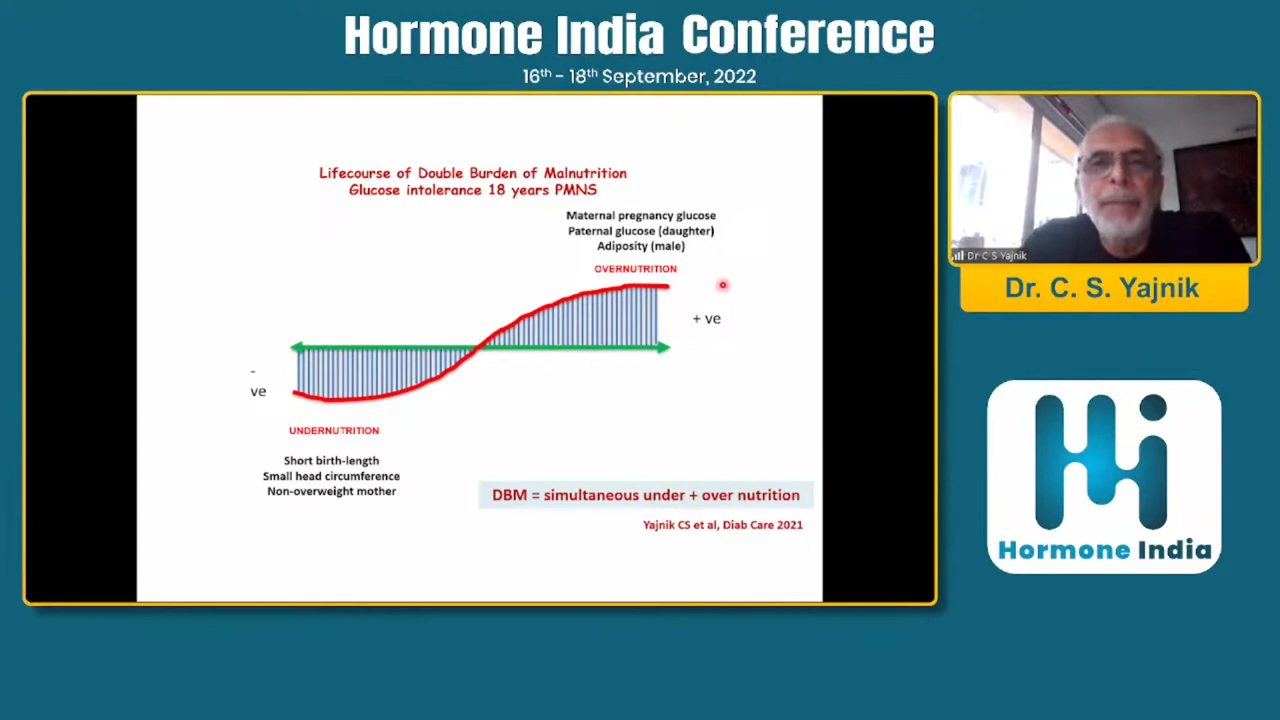 Hormone India Conference
16th - 18th September, 2022
Lifecourse of Double Burden of Malnutrition
Glucose intolerance 18 years PMNS
Maternal pregnancy glucose
Paternal glucose (daughter)
Adiposity (male)
OVERNUTRITION
+ ve
-
ve
UNDERNUTRITION
Short birth-length
Small head circumference
Non-overweight mother
DBM = simultaneous under + over nutrition
Yajnik CS et al, Diab Care 2021
Dr C S Yajnik
Dr. C. S. Yajnik
Hi
Hormone India